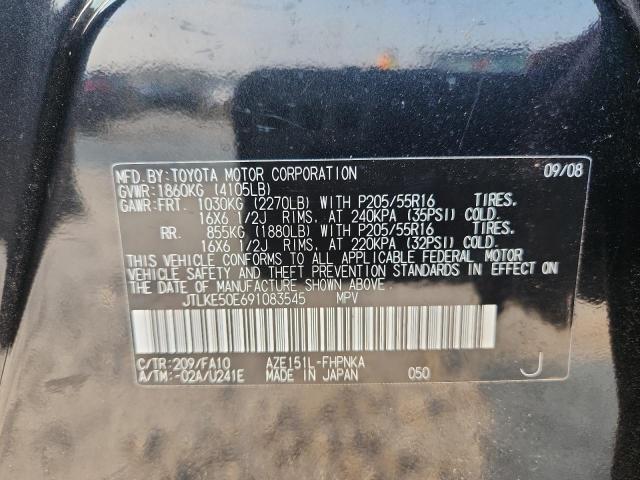 MFD.BY:TOYOTA MOTOR CORPORATION 09/08
GVWR:1860KG (4105LB)
GAWR:FRT. 1030KG (2270LB) WITH P205/55R16 TIRES.
16X6 1/2J RIMS. AT 240KPA (35PSI) COLD.
RR. 855KG (1880LB) WITH P205/55R16 TIRES.
16X6 1/2J RIMS. AT 220KPA (32PSI) COLD.
THIS VEHICLE CONFORMS TO ALL APPLICABLE FEDERAL MOTOR
VEHICLE SAFETY AND THEFT PREVENTION STANDARDS IN EFFECT ON
THE DATE OF MANUFACTURE SHOWN ABOVE.
JTLKE50E691083545 MPV
C/TR:209/FA10 AZE151L-FHPNKA
A/TM:-02A/U241E MADE IN JAPAN 050 J